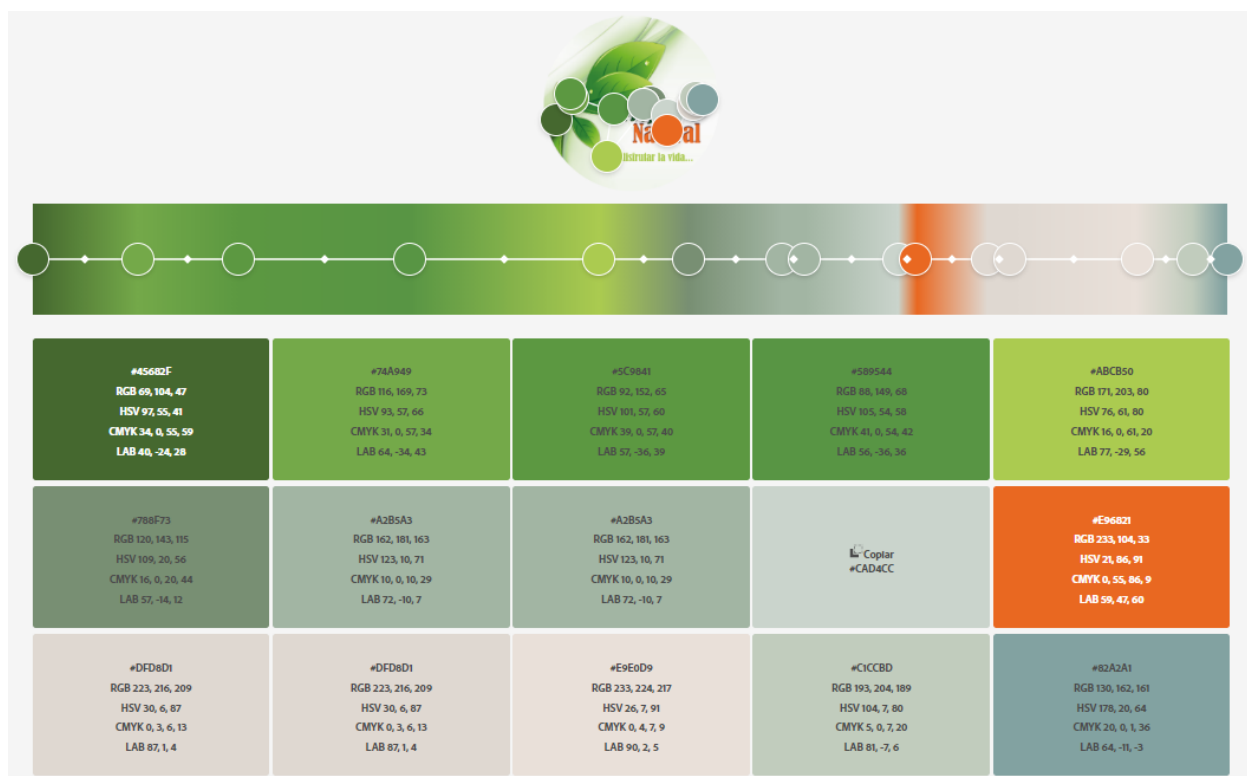 Na al
disfrutar la vida...
#45682F
RGB 69, 104, 47
HSV 97, 55, 41
CMYK 34, 0, 55, 59
LAB 40, -24, 28
#74A949
RGB 116, 169, 73
HSV 93, 57, 66
CMYK 31, 0, 57, 34
LAB 64, -34, 43
#5C9841
RGB 92, 152, 65
HSV 101, 57, 60
CMYK 39, 0, 57, 40
LAB 57, -36, 39
#589544
RGB 88, 149, 68
HSV 105, 54, 58
CMYK 41, 0, 54, 42
LAB 56, -36, 36
#ABCB50
RGB 171, 203, 80
HSV 76, 61, 80
CMYK 16, 0, 61, 20
LAB 77, -29, 56
#788F73
RGB 120, 143, 115
HSV 109, 20, 56
CMYK 16, 0, 20, 44
LAB 57, -14, 12
#A2B5A3
RGB 162, 181, 163
HSV 123, 10, 71
CMYK 10, 0, 10, 29
LAB 72, -10, 7
#A2B5A3
RGB 162, 181, 163
HSV 123, 10, 71
CMYK 10, 0, 10, 29
LAB 72, -10, 7
Copiar
#CAD4CC
#E96821
RGB 233, 104, 33
HSV 21, 86, 91
CMYK 0, 55, 86, 9
LAB 59, 47, 60
#DFD8D1
RGB 223, 216, 209
HSV 30, 6, 87
CMYK 0, 3, 6, 13
LAB 87, 1, 4
#DFD8D1
RGB 223, 216, 209
HSV 30, 6, 87
CMYK 0, 3, 6, 13
LAB 87, 1, 4
#E9E0D9
RGB 233, 224, 217
HSV 26, 7, 91
CMYK 0, 4, 7, 9
LAB 90, 2, 5
#C1CCBD
RGB 193, 204, 189
HSV 104, 7, 80
CMYK 5, 0, 7, 20
LAB 81, -7, 6
#82A2A1
RGB 130, 162, 161
HSV 178, 20, 64
CMYK 20, 0, 1, 36
LAB 64, -11, -3